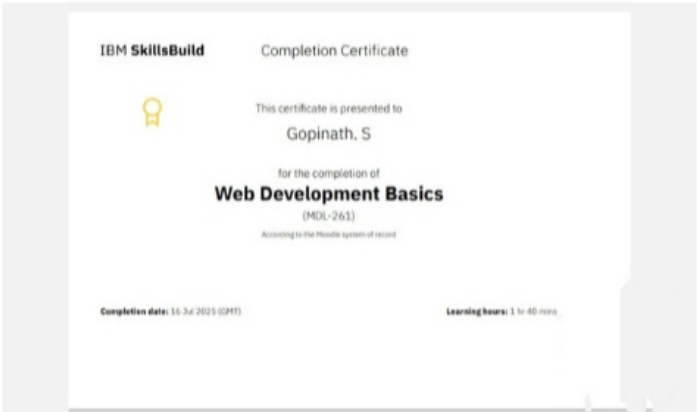 IBM SkillsBuild
Completion Certificate
This certificate is presented to
Gopinath. S
for the completion of
Web Development Basics
(MDL-261)
According to the Moodle system of record
Completion date: 16 Jul 2025 (GMT)
Learning hours: 1 hr 40 mins